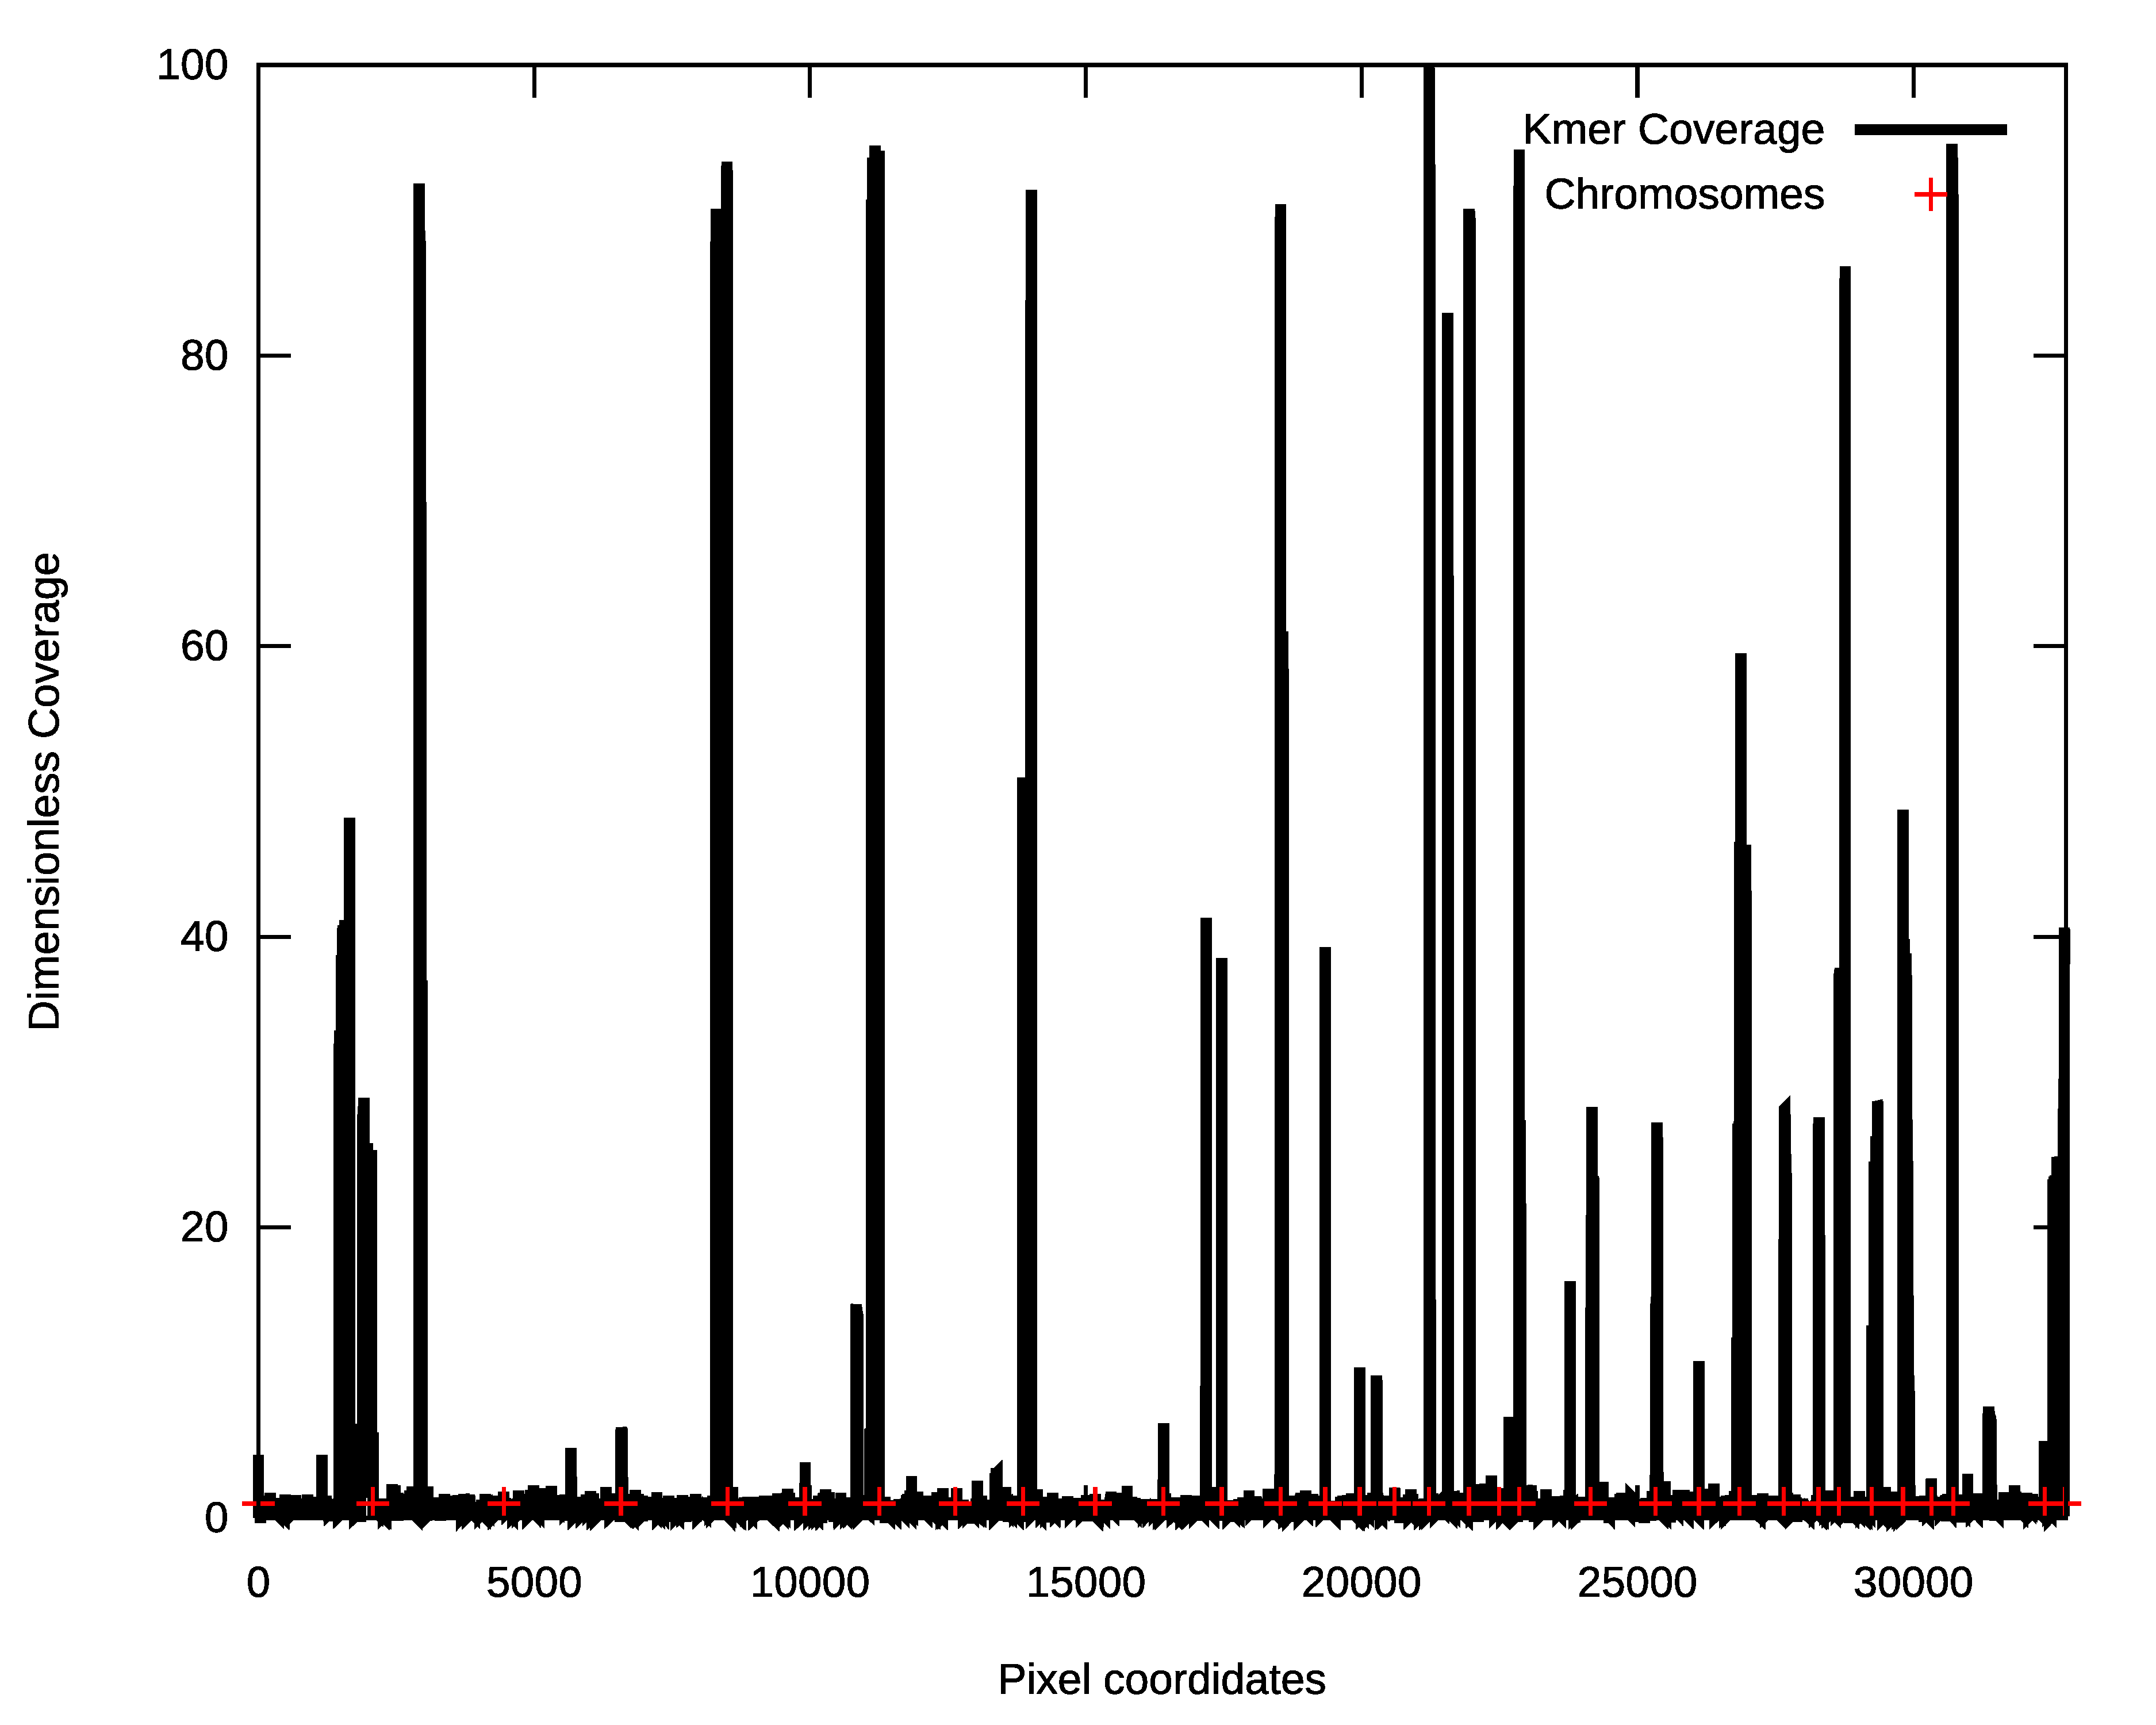 100
80
60
40
20
0
0 5000 10000 15000 20000 25000 30000
Dimensionless Coverage
Pixel coordidates
Kmer Coverage
Chromosomes